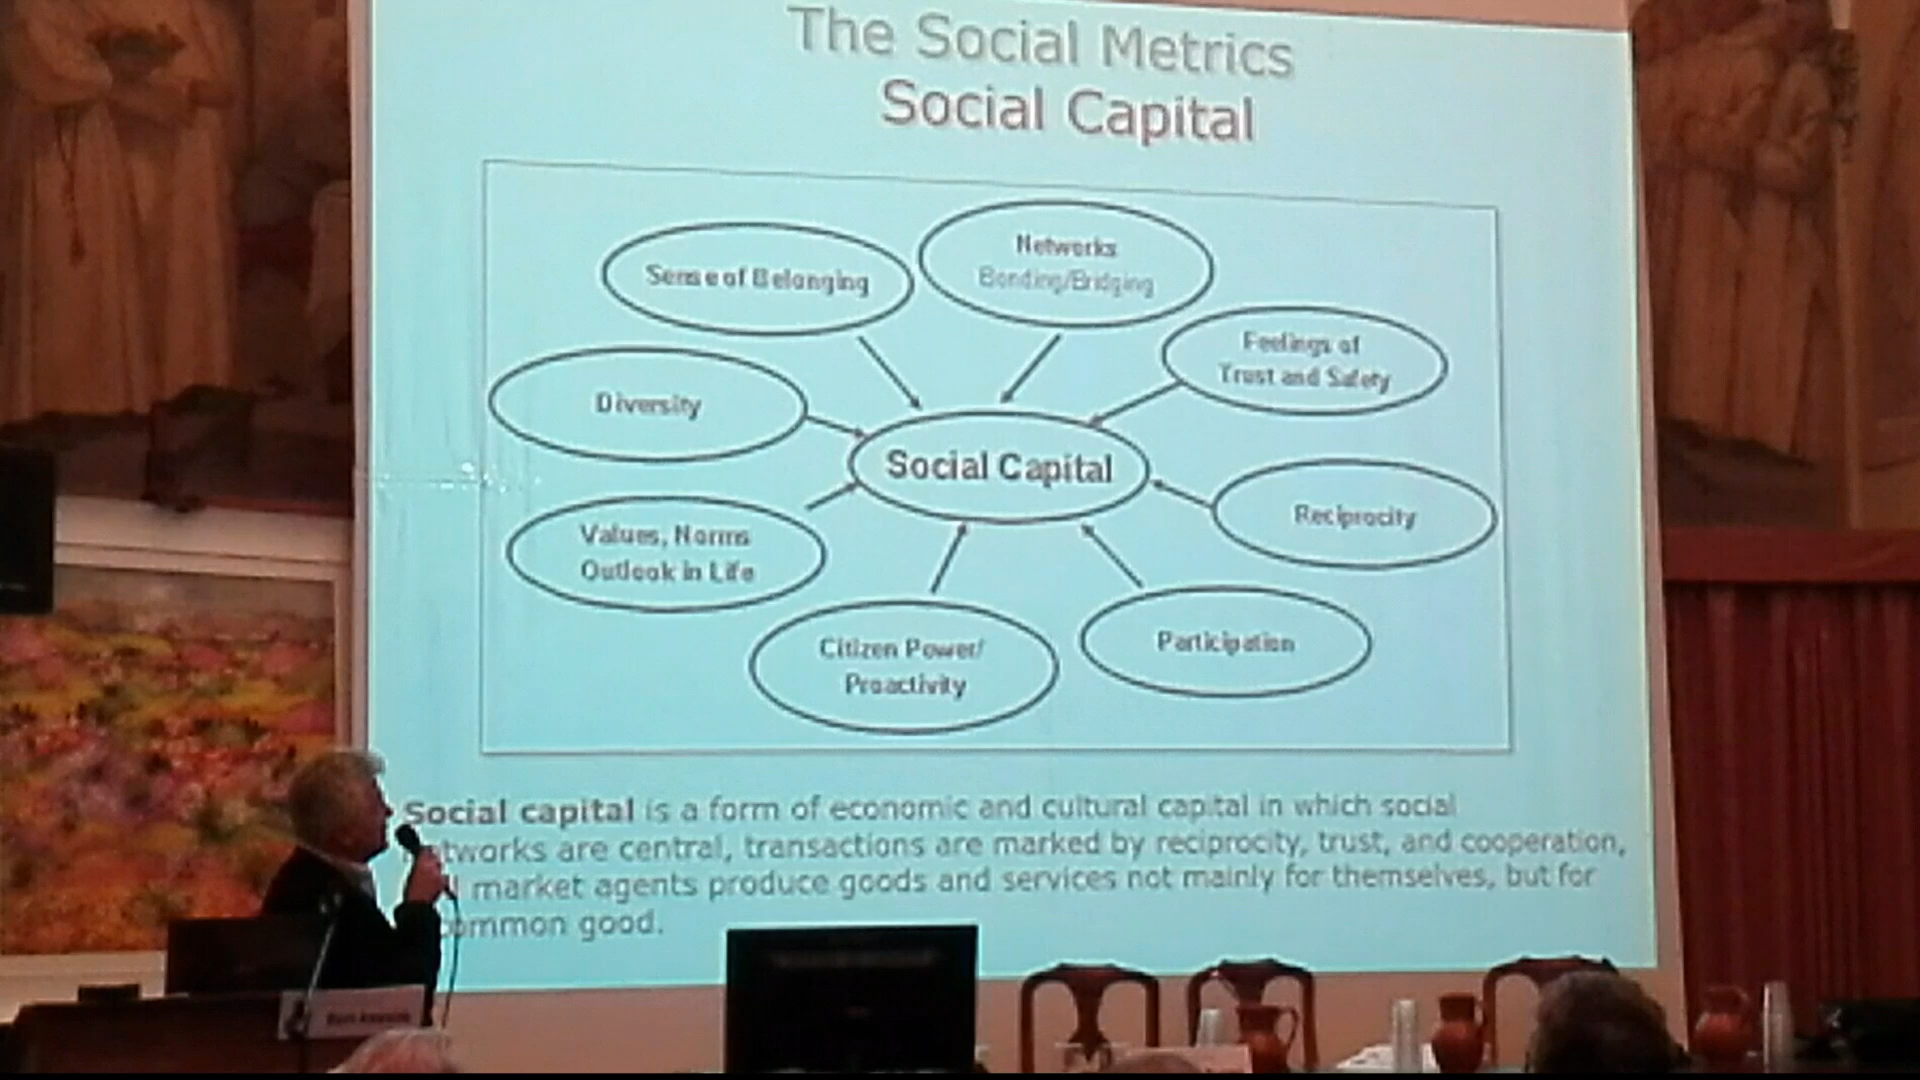 The Social Metrics
Social Capital
Sense of Belonging
Networks
Bonding/Bridging
Feelings of
Trust and Safety
Diversity
Social Capital
Reciprocity
Values, Norms
Outlook in Life
Citizen Power/
Proactivity
Participation
Social capital is a form of economic and cultural capital in which social
tworks are central, transactions are marked by reciprocity, trust, and cooperation,
market agents produce goods and services not mainly for themselves, but for
ommon good.